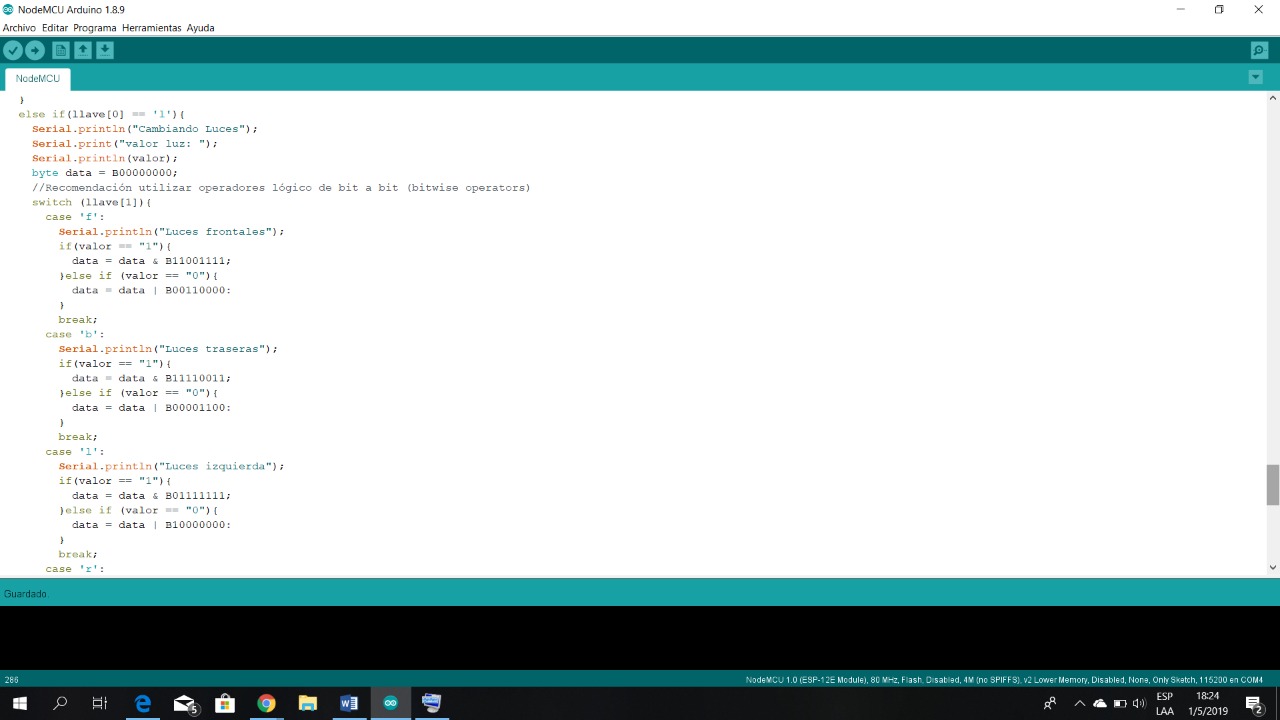 NodeMCU Arduino 1.8.9
Archivo Editar Programa Herramientas Ayuda
NodeMCU
}
else if(llave[0] == 'l'){
Serial.println("Cambiando Luces");
Serial.print("valor luz: ");
Serial.println(valor);
byte data = B00000000;
//Recomendación utilizar operadores lógico de bit a bit (bitwise operators)
switch (llave[1]){
case 'f':
Serial.println("Luces frontales");
if(valor == "1"){
data = data & B11001111;
}else if (valor == "0"){
data = data | B00110000:
}
break;
case 'b':
Serial.println("Luces traseras");
if(valor == "1"){
data = data & B11110011;
}else if (valor == "0"){
data = data | B00001100:
}
break;
case 'l':
Serial.println("Luces izquierda");
if(valor == "1"){
data = data & B01111111;
}else if (valor == "0"){
data = data | B10000000:
}
break;
case 'r':
Guardado.
286
NodeMCU 1.0 (ESP-12E Module), 80 MHz, Flash, Disabled, 4M (no SPIFFS), v2 Lower Memory, Disabled, None, Only Sketch, 115200 en COM4
5
ESP
LAA
18:24
1/5/2019
2